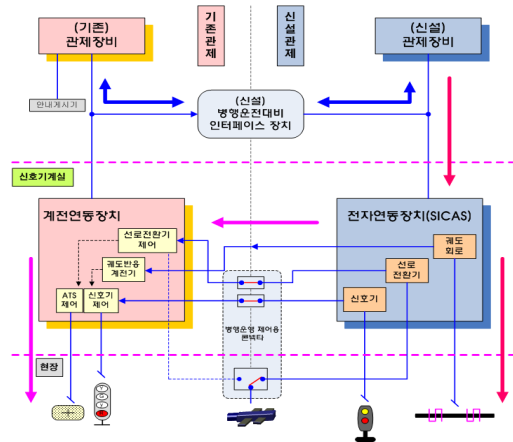 (기존)
관제장비
기존관제
신설관제
(신설)
관제장비
안내게시기
(신설)
병행운전대비
인터페이스 장치
신호기계실
계전연동장치
전자연동장치(SICAS)
선로전환기
제어
궤도
회로
궤도반응
계전기
선로
전환기
ATS
제어
신호기
제어
신호기
병행운영 제어용
콘벡타
현장